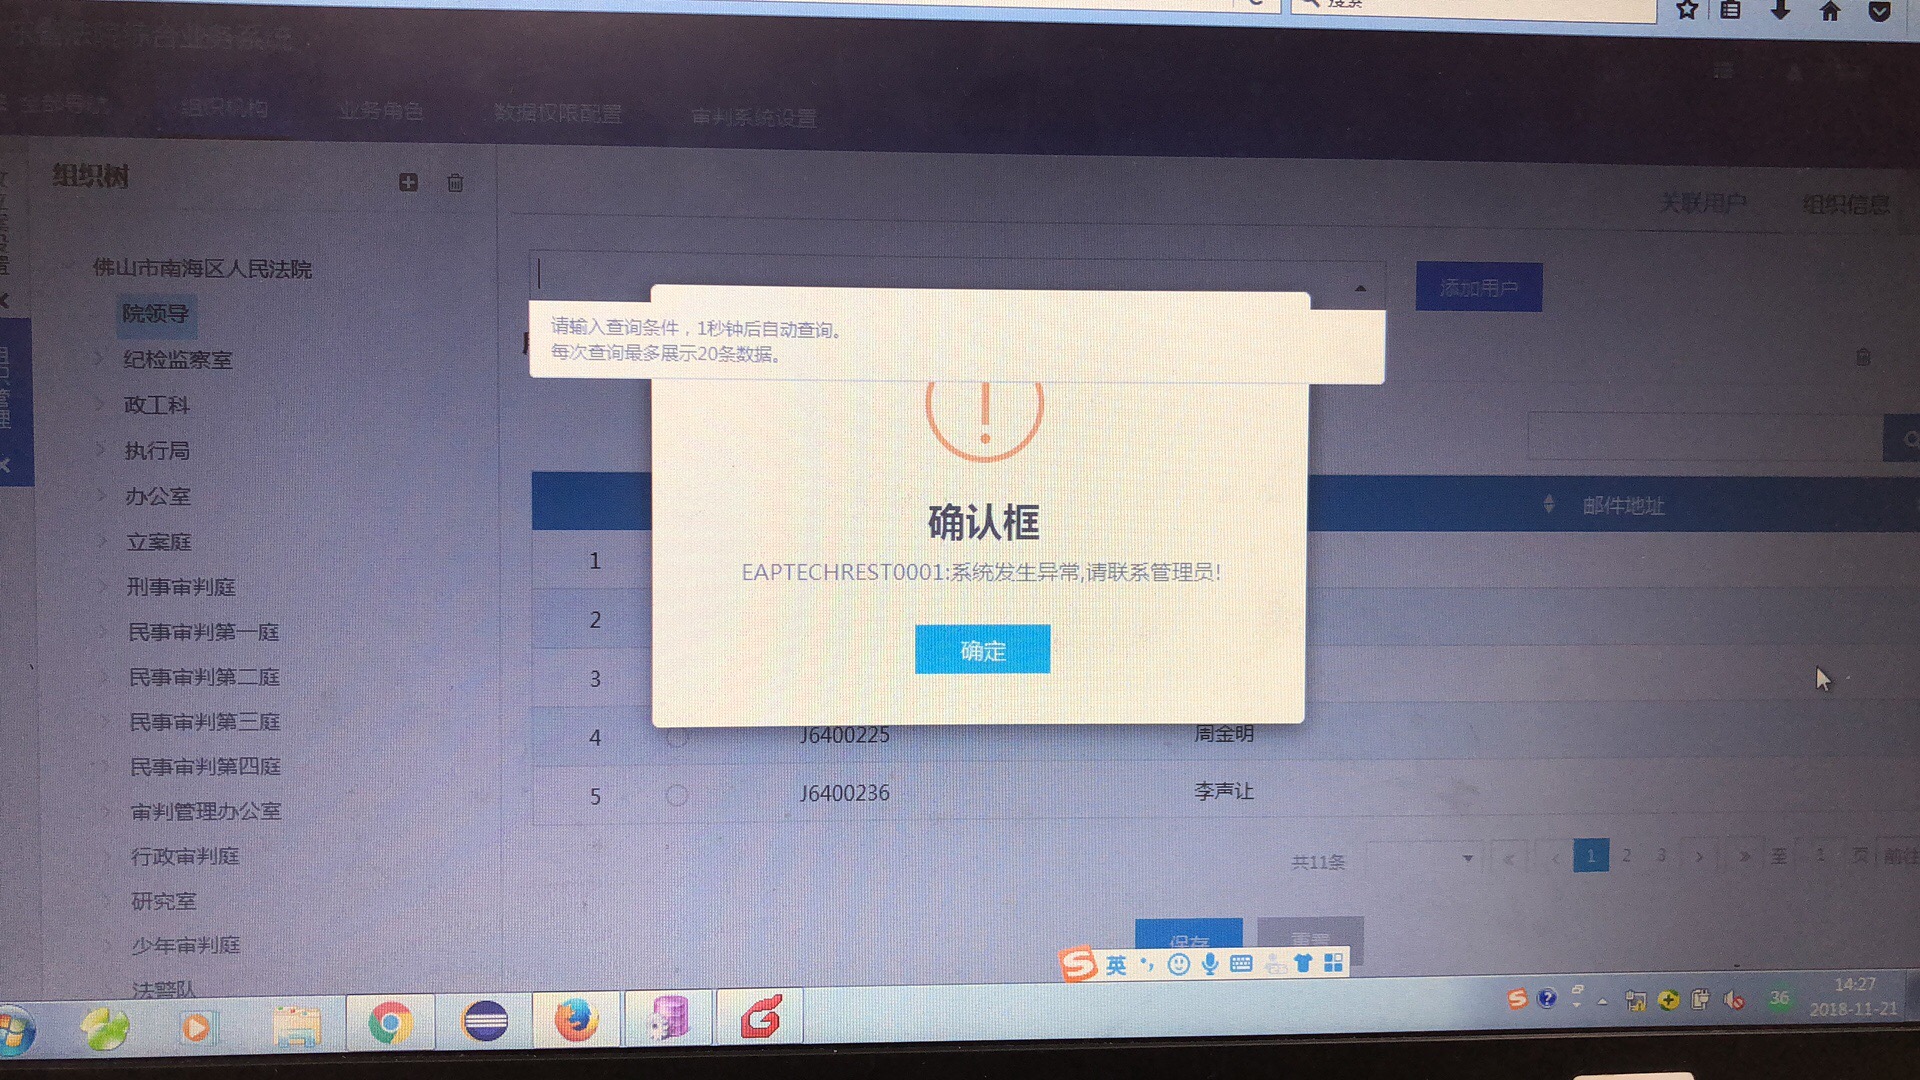 搜索
组织机构
业务角色
数据权限配置
审判系统设置
组织树
关联用户
组织信息
佛山市南海区人民法院
院领导
纪检监察室
政工科
执行局
办公室
立案庭
刑事审判庭
民事审判第一庭
民事审判第二庭
民事审判第三庭
民事审判第四庭
审判管理办公室
行政审判庭
研究室
少年审判庭
法警队
添加用户
请输入查询条件，1秒钟后自动查询。
每次查询最多展示20条数据。
确认框
EAPTECHREST0001:系统发生异常,请联系管理员!
确定
邮件地址
1
2
3
4 J6400225 周金明
5 J6400236 李声让
共11条
1 2 3 至 1 页 前往
保存 重置
英
36
14:27
2018-11-21